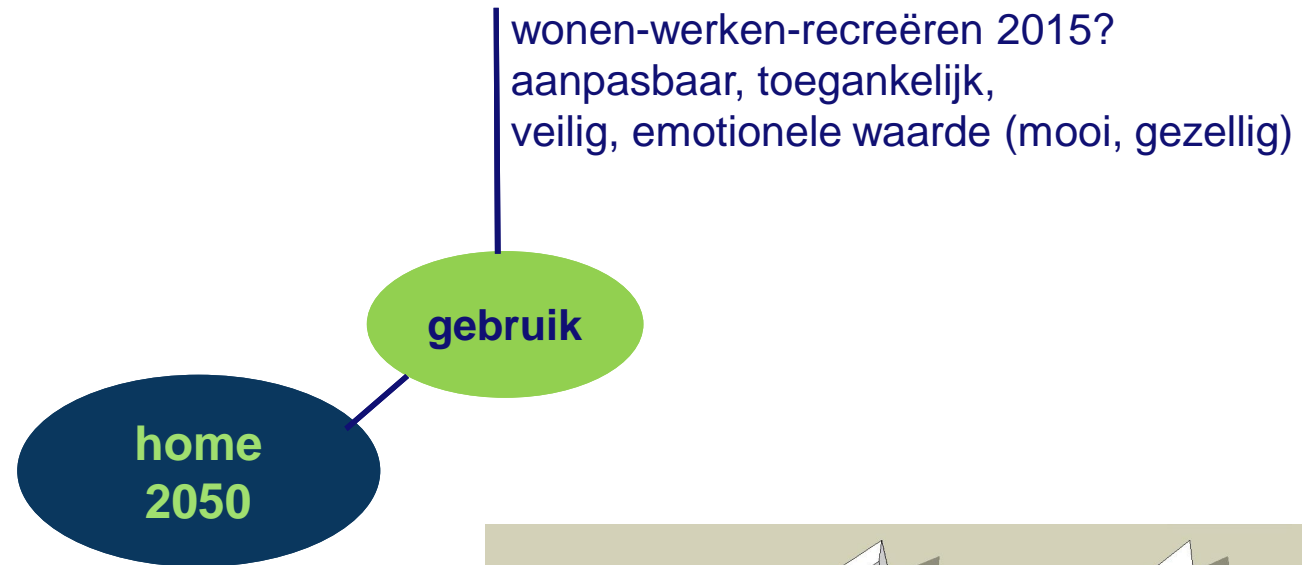 wonen-werken-recreëren 2015?
aanpasbaar, toegankelijk,
veilig, emotionele waarde (mooi, gezellig)
gebruik
home
2050